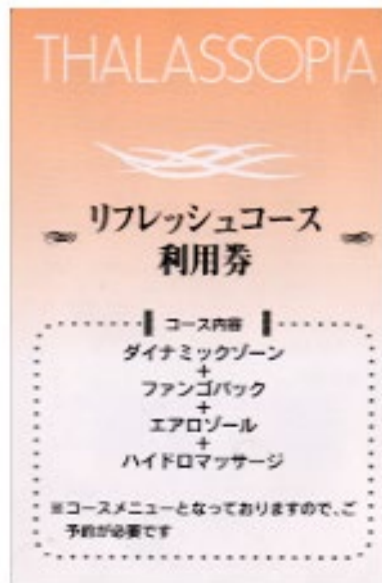 THALASSOPIA
リフレッシュコース
利用券
コース内容
ダイナミックゾーン
+
ファンゴパック
+
エアロゾール
+
ハイドロマッサージ
※コースメニューとなっておりますので、ご
予約が必要です